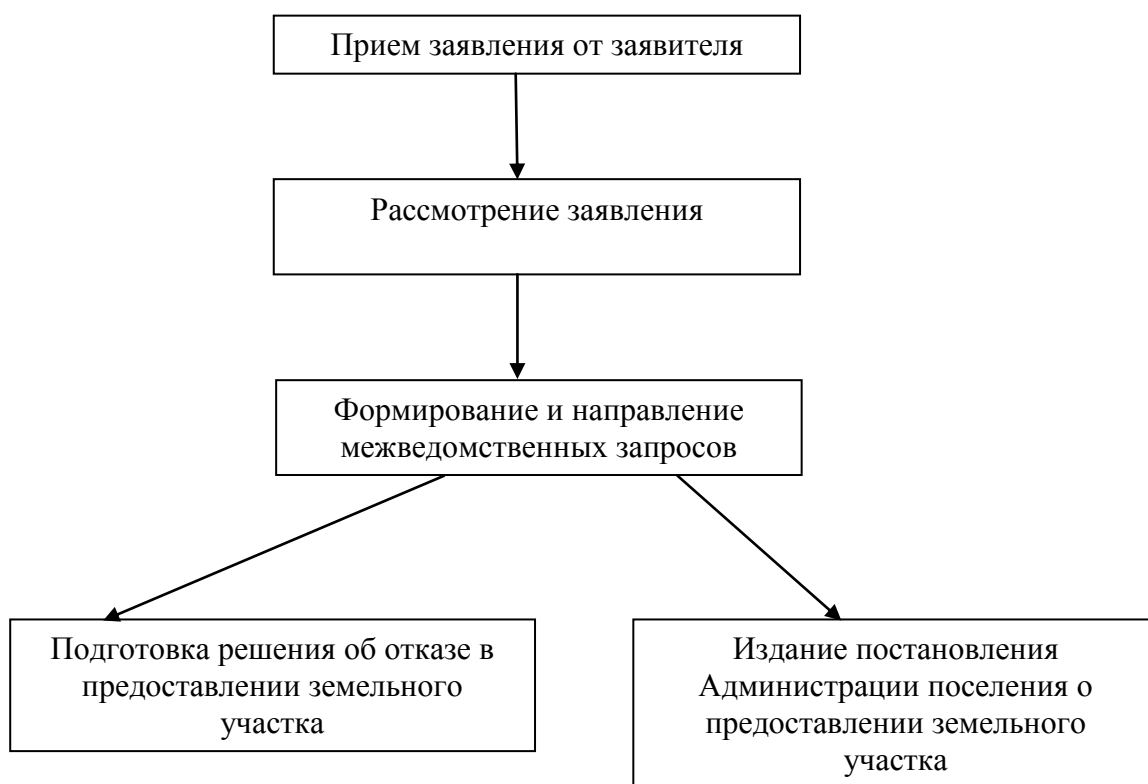 Прием заявления от заявителя
Рассмотрение заявления
Формирование и направление
межведомственных запросов
Подготовка решения об отказе в
предоставлении земельного
участка
Издание постановления
Администрации поселения о
предоставлении земельного
участка